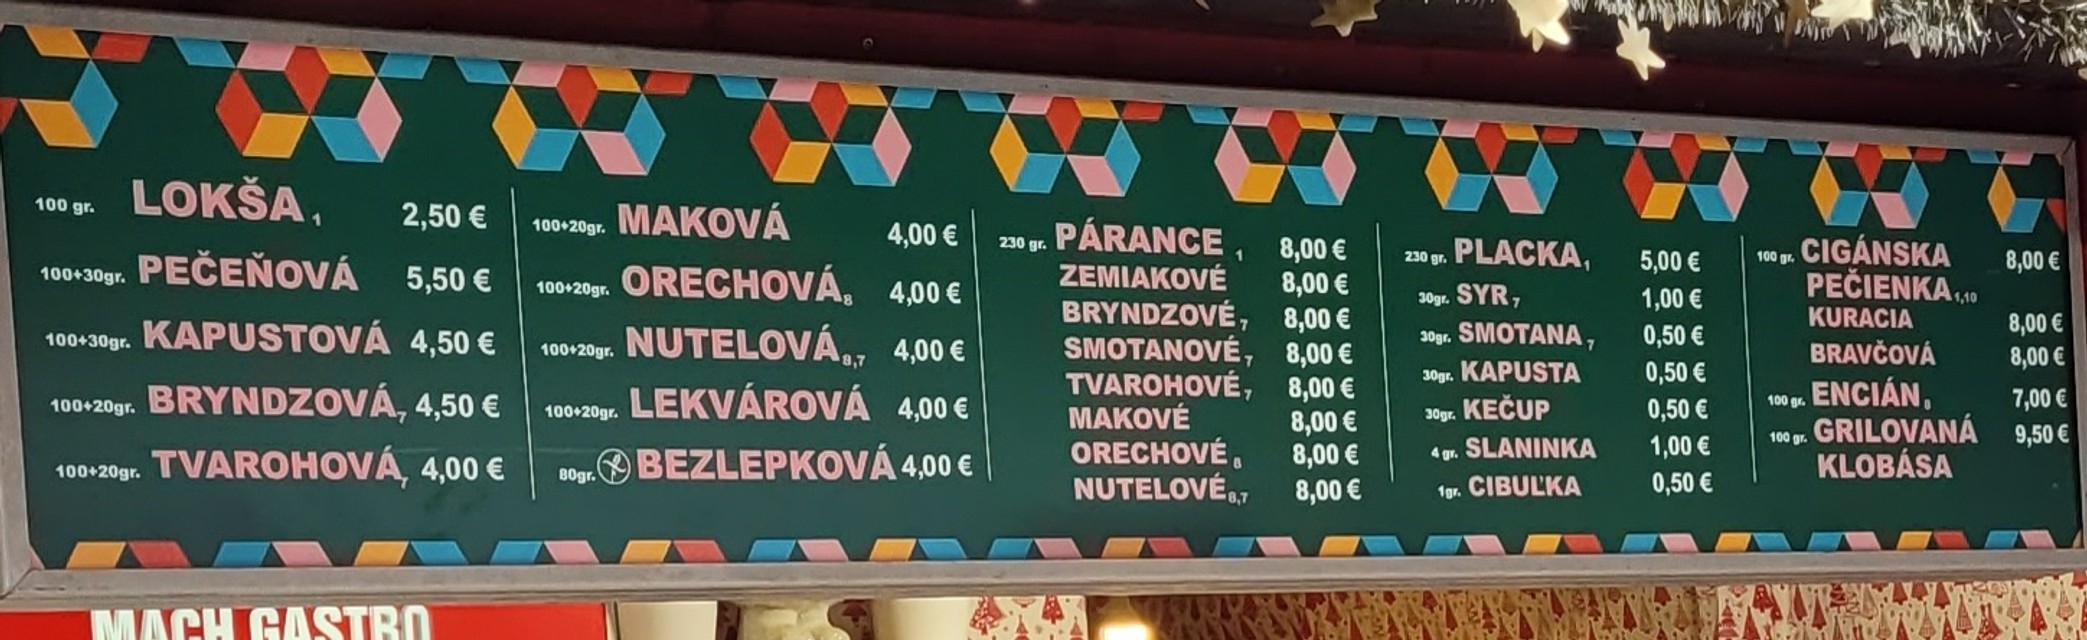 100 gr. LOKŠA 1 2,50 €
100+30gr. PEČEŇOVÁ 5,50 €
100+30gr. KAPUSTOVÁ 4,50 €
100+20gr. BRYNDZOVÁ 7 4,50 €
100+20gr. TVAROHOVÁ 7 4,00 €
100+20gr. MAKOVÁ 4,00 €
100+20gr. ORECHOVÁ 8 4,00 €
100+20gr. NUTELOVÁ 8,7 4,00 €
100+20gr. LEKVÁROVÁ 4,00 €
80gr. BEZLEPKOVÁ 4,00 €
230 gr. PÁRANCE 1 8,00 €
ZEMIAKOVÉ 8,00 €
BRYNDZOVÉ 7 8,00 €
SMOTANOVÉ 7 8,00 €
TVAROHOVÉ 7 8,00 €
MAKOVÉ 8,00 €
ORECHOVÉ 8 8,00 €
NUTELOVÉ 8,7 8,00 €
230 gr. PLACKA 1 5,00 €
30gr. SYR 7 1,00 €
30gr. SMOTANA 7 0,50 €
30gr. KAPUSTA 0,50 €
30gr. KEČUP 0,50 €
4 gr. SLANINKA 1,00 €
1gr. CIBUĽKA 0,50 €
100 gr. CIGÁNSKA 8,00 €
PEČIENKA 1,10
KURACIA 8,00 €
BRAVČOVÁ 8,00 €
100 gr. ENCIÁN 7,00 €
100 gr. GRILOVANÁ 9,50 €
KLOBÁSA
MACH GASTRO